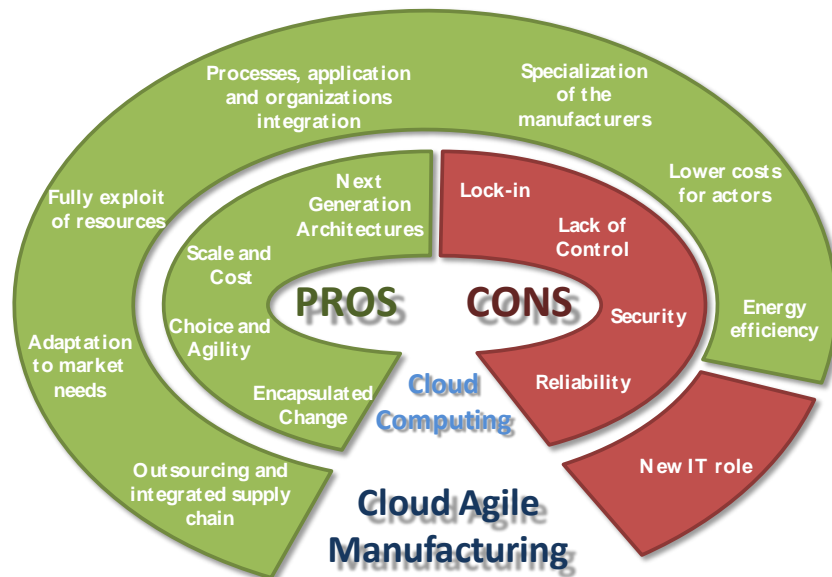 Processes, application
and organizations
integration
Specialization
of the
manufacturers
Fully exploit
of resources
Lower costs
for actors
Adaptation
to market
needs
Energy
efficiency
Outsourcing and
integrated supply
chain
New IT role
Next
Generation
Architectures
Scale and
Cost
Choice and
Agility
Encapsulated
Change
Lock-in
Lack of
Control
Security
Reliability
PROS
CONS
Cloud
Computing
Cloud Agile
Manufacturing